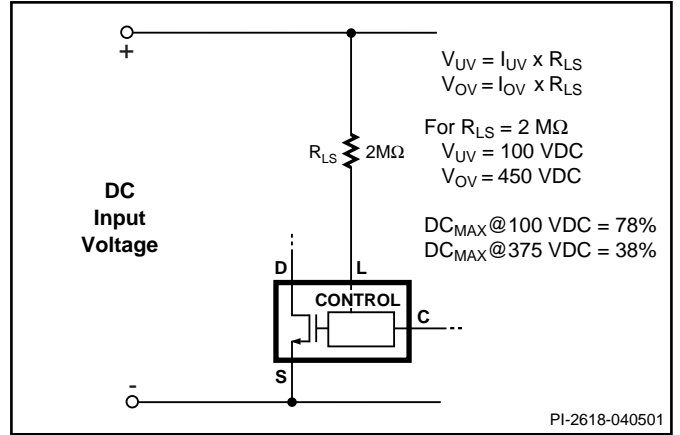 +
V_UV = I_UV x R_LS
V_OV = I_OV x R_LS
For R_LS = 2 MΩ
V_UV = 100 VDC
V_OV = 450 VDC
R_LS 2MΩ
DC
Input
Voltage
DC_MAX@100 VDC = 78%
DC_MAX@375 VDC = 38%
D L
CONTROL
C
S
-
PI-2618-040501